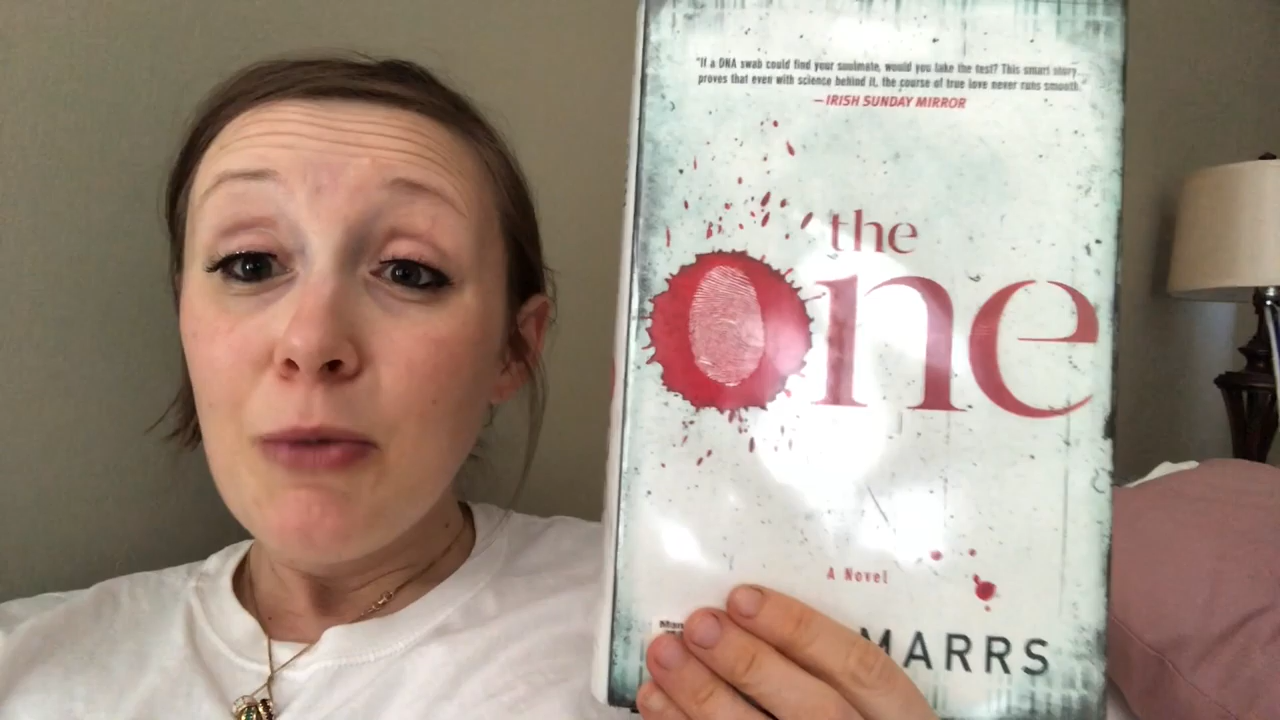 "If a DNA swab could find your soulmate, would you take the test? This smart story
proves that even with science behind it, the course of true love never runs smooth."
—IRISH SUNDAY MIRROR
the
One
A Novel
MARRS